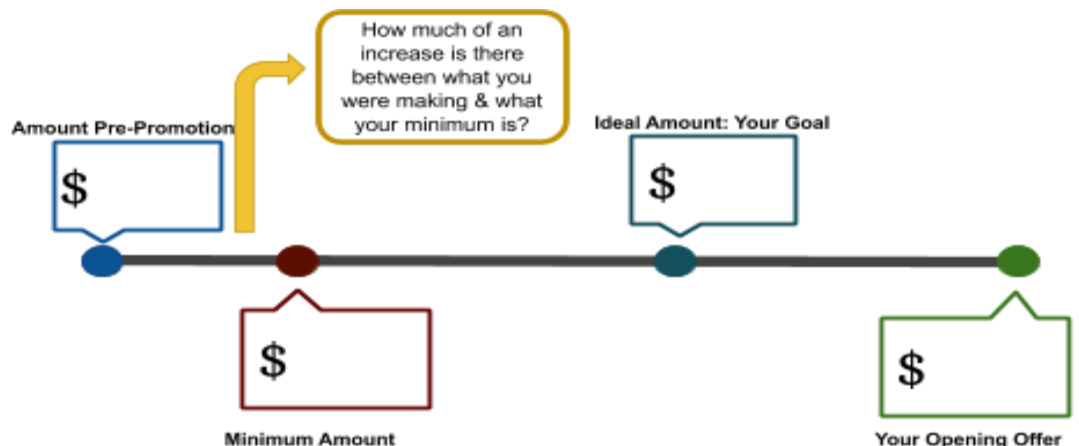 How much of an
increase is there
between what you
were making & what
your minimum is?
Amount Pre-Promotion
$
Ideal Amount: Your Goal
$
$
Minimum Amount
$
Your Opening Offer